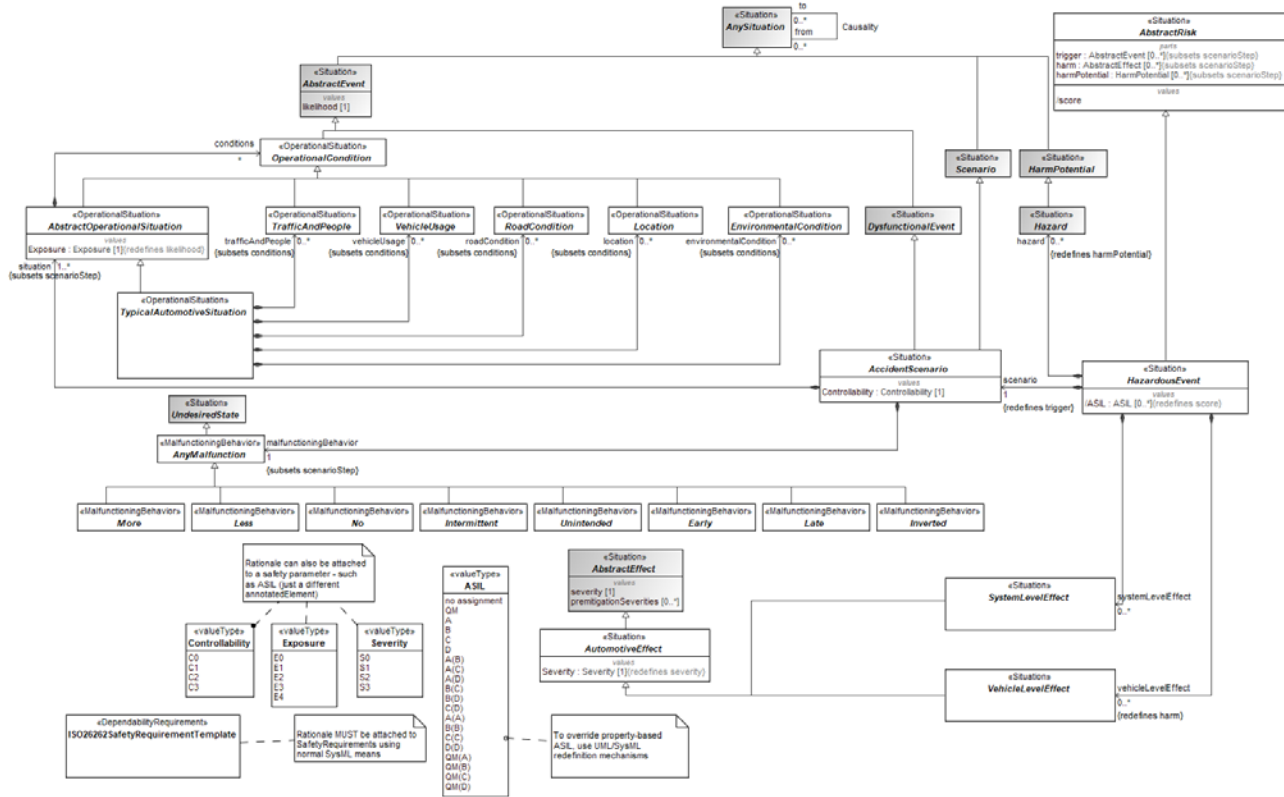 «Situation»
AnySituation
to
0..*
from
0..*
Causality
«Situation»
AbstractRisk
parts
trigger : AbstractEvent [0..*]{subsets scenarioStep}
harm : AbstractEffect [0..*]{subsets scenarioStep}
harmPotential : HarmPotential [0..*]{subsets scenarioStep}
values
/score
«Situation»
AbstractEvent
values
likelihood [1]
conditions
*
«OperationalSituation»
OperationalCondition
«Situation»
Scenario
«Situation»
HarmPotential
«OperationalSituation»
AbstractOperationalSituation
values
Exposure : Exposure [1]{redefines likelihood}
situation
1..*
{subsets scenarioStep}
«OperationalSituation»
TrafficAndPeople
trafficAndPeople
0..*
{subsets conditions}
«OperationalSituation»
VehicleUsage
vehicleUsage
0..*
{subsets conditions}
«OperationalSituation»
RoadCondition
roadCondition
0..*
{subsets conditions}
«OperationalSituation»
Location
location
0..*
{subsets conditions}
«OperationalSituation»
EnvironmentalCondition
environmentalCondition
0..*
{subsets conditions}
«Situation»
DysfunctionalEvent
«Situation»
Hazard
hazard
0..*
{redefines harmPotential}
«OperationalSituation»
TypicalAutomotiveSituation
«Situation»
AccidentScenario
values
Controllability : Controllability [1]
scenario
1
{redefines trigger}
«Situation»
HazardousEvent
values
/ASIL : ASIL [0..*]{redefines score}
«Situation»
UndesiredState
«MalfunctioningBehavior»
AnyMalfunction
malfunctioningBehavior
1
{subsets scenarioStep}
«MalfunctioningBehavior»
More
«MalfunctioningBehavior»
Less
«MalfunctioningBehavior»
No
«MalfunctioningBehavior»
Intermittent
«MalfunctioningBehavior»
Unintended
«MalfunctioningBehavior»
Early
«MalfunctioningBehavior»
Late
«MalfunctioningBehavior»
Inverted
Rationale can also be attached
to a safety parameter - such
as ASIL (just a different
annotatedElement)
«valueType»
Controllability
C0
C1
C2
C3
«valueType»
Exposure
E0
E1
E2
E3
E4
«valueType»
Severity
S0
S1
S2
S3
«valueType»
ASIL
no assignment
QM
A
B
C
D
A(B)
A(C)
A(D)
B(C)
B(D)
C(D)
A(A)
B(B)
C(C)
D(D)
QM(A)
QM(B)
QM(C)
QM(D)
«Situation»
AbstractEffect
values
severity [1]
premitigationSeverities [0..*]
«Situation»
AutomotiveEffect
values
Severity : Severity [1]{redefines severity}
«Situation»
SystemLevelEffect
systemLevelEffect
0..*
«Situation»
VehicleLevelEffect
vehicleLevelEffect
0..*
{redefines harm}
«DependabilityRequirement»
ISO26262SafetyRequirementTemplate
Rationale MUST be attached to
SafetyRequirements using
normal SysML means
To override property-based
ASIL, use UML/SysML
redefinition mechanisms